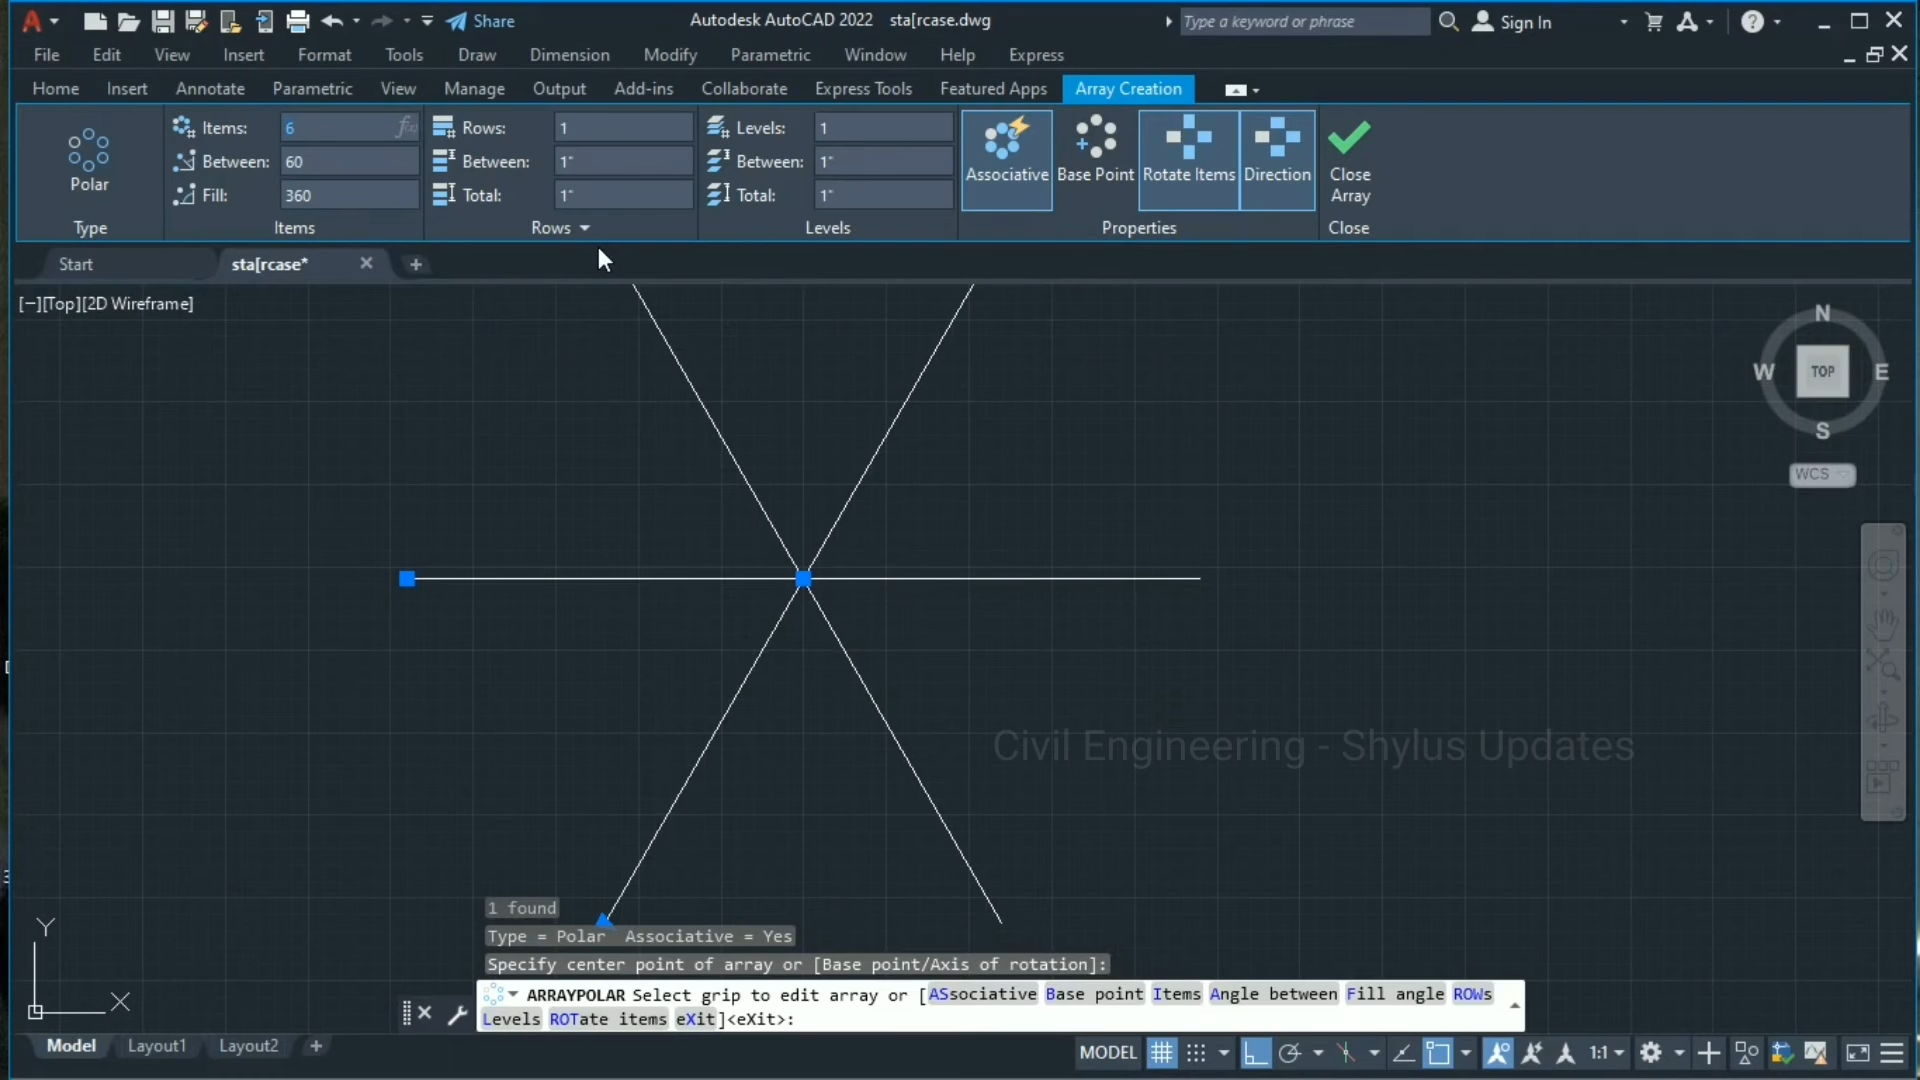 Share
Autodesk AutoCAD 2022 sta[rcase.dwg
Type a keyword or phrase
Sign In
File Edit View Insert Format Tools Draw Dimension Modify Parametric Window Help Express
Home Insert Annotate Parametric View Manage Output Add-ins Collaborate Express Tools Featured Apps Array Creation
Items: 6 Rows: 1 Levels: 1
Between: 60 Between: 1" Between: 1"
Fill: 360 Total: 1" Total: 1"
Polar
Associative Base Point Rotate Items Direction Close Array
Type Items Rows Levels Properties Close
Start sta[rcase*
[−][Top][2D Wireframe]
N
W TOP E
S
WCS
Civil Engineering - Shylus Updates
1 found
Type = Polar Associative = Yes
Specify center point of array or [Base point/Axis of rotation]:
ARRAYPOLAR Select grip to edit array or [ASsociative Base point Items Angle between Fill angle ROWs
Levels ROTate items eXit]<eXit>:
Y
X
Model Layout1 Layout2
MODEL 1:1